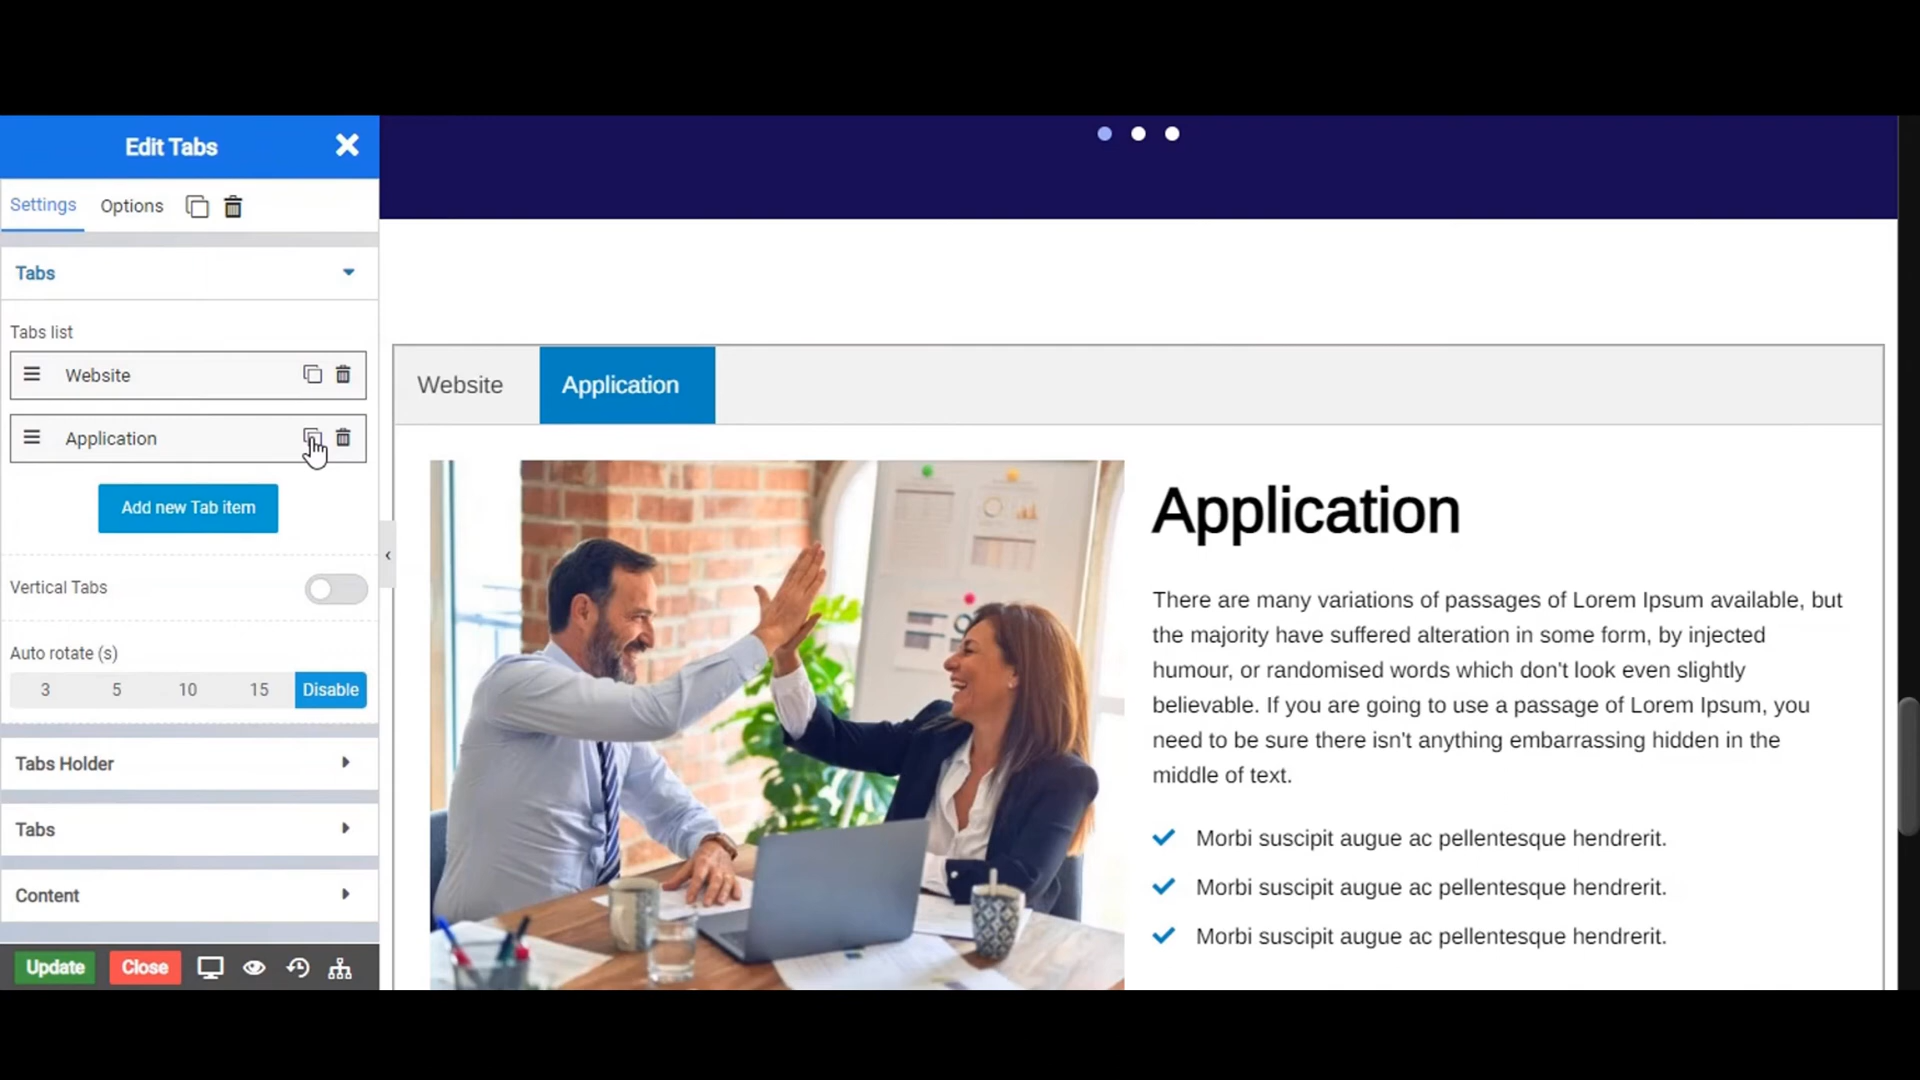 Edit Tabs
Settings Options
Tabs
Tabs list
Website
Application
Add new Tab item
Vertical Tabs
Auto rotate (s)
3 5 10 15 Disable
Tabs Holder
Tabs
Content
Update Close
Website Application
Application
There are many variations of passages of Lorem Ipsum available, but
the majority have suffered alteration in some form, by injected
humour, or randomised words which don't look even slightly
believable. If you are going to use a passage of Lorem Ipsum, you
need to be sure there isn't anything embarrassing hidden in the
middle of text.
Morbi suscipit augue ac pellentesque hendrerit.
Morbi suscipit augue ac pellentesque hendrerit.
Morbi suscipit augue ac pellentesque hendrerit.